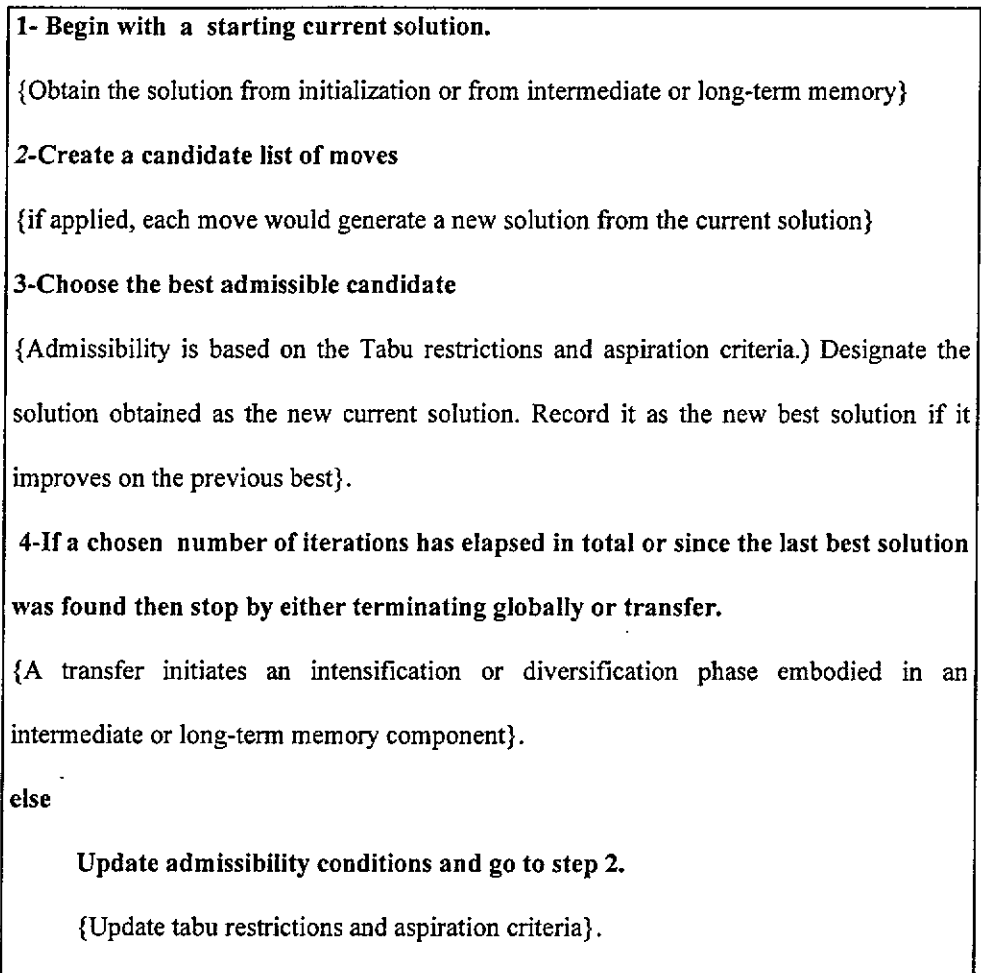 1- Begin with a starting current solution.
{Obtain the solution from initialization or from intermediate or long-term memory}
2-Create a candidate list of moves
{if applied, each move would generate a new solution from the current solution}
3-Choose the best admissible candidate
{Admissibility is based on the Tabu restrictions and aspiration criteria.) Designate the
solution obtained as the new current solution. Record it as the new best solution if it
improves on the previous best}.
4-If a chosen number of iterations has elapsed in total or since the last best solution
was found then stop by either terminating globally or transfer.
{A transfer initiates an intensification or diversification phase embodied in an
intermediate or long-term memory component}.
else
Update admissibility conditions and go to step 2.
{Update tabu restrictions and aspiration criteria}.